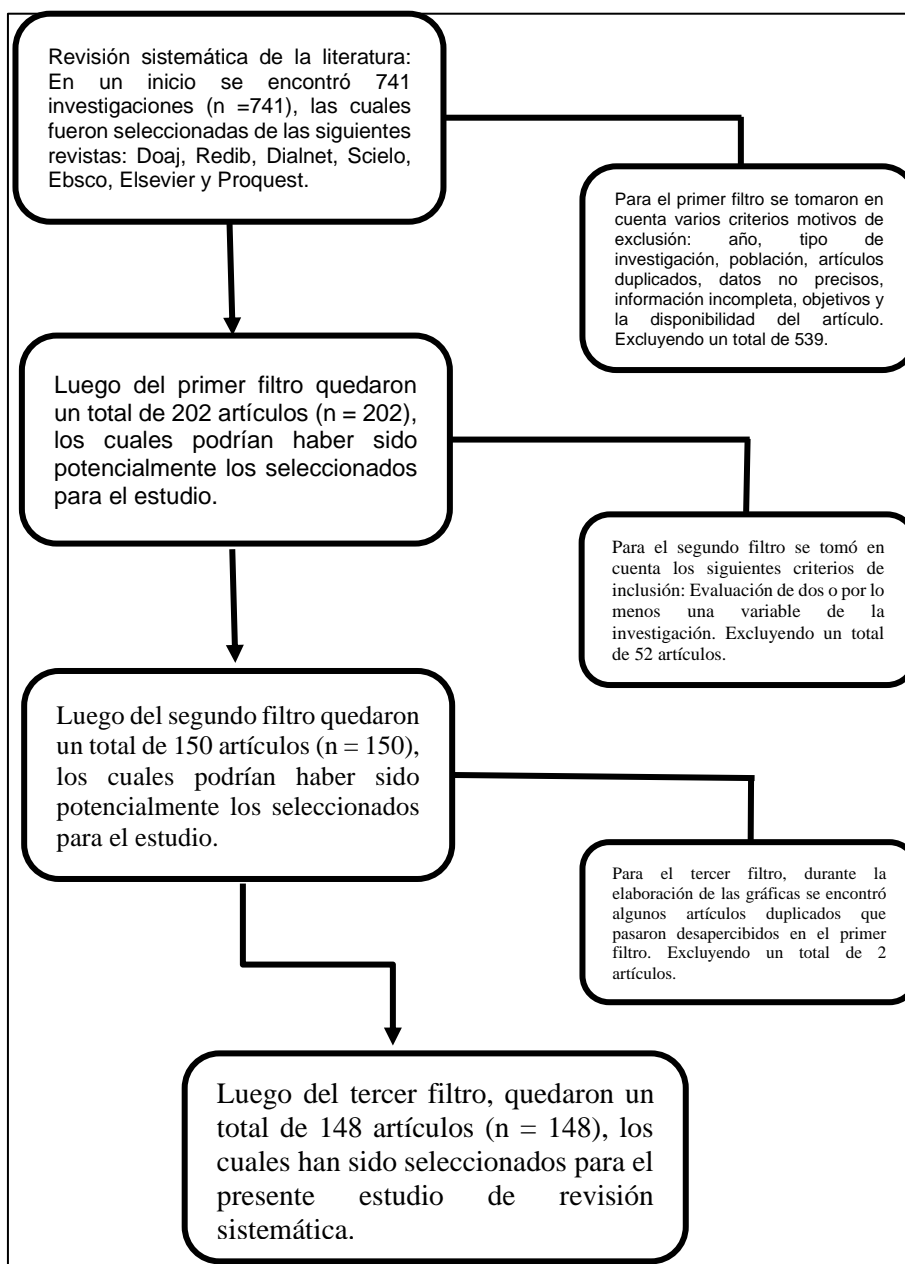 Revisión sistemática de la literatura:
En un inicio se encontró 741
investigaciones (n =741), las cuales
fueron seleccionadas de las siguientes
revistas: Doaj, Redib, Dialnet, Scielo,
Ebsco, Elsevier y Proquest.
Para el primer filtro se tomaron en
cuenta varios criterios motivos de
exclusión: año, tipo de
investigación, población, artículos
duplicados, datos no precisos,
información incompleta, objetivos y
la disponibilidad del artículo.
Excluyendo un total de 539.
Luego del primer filtro quedaron
un total de 202 artículos (n = 202),
los cuales podrían haber sido
potencialmente los seleccionados
para el estudio.
Para el segundo filtro se tomó en
cuenta los siguientes criterios de
inclusión: Evaluación de dos o por lo
menos una variable de la
investigación. Excluyendo un total
de 52 artículos.
Luego del segundo filtro quedaron
un total de 150 artículos (n = 150),
los cuales podrían haber sido
potencialmente los seleccionados
para el estudio.
Para el tercer filtro, durante la
elaboración de las gráficas se encontró
algunos artículos duplicados que
pasaron desapercibidos en el primer
filtro. Excluyendo un total de 2
artículos.
Luego del tercer filtro, quedaron un
total de 148 artículos (n = 148), los
cuales han sido seleccionados para el
presente estudio de revisión
sistemática.